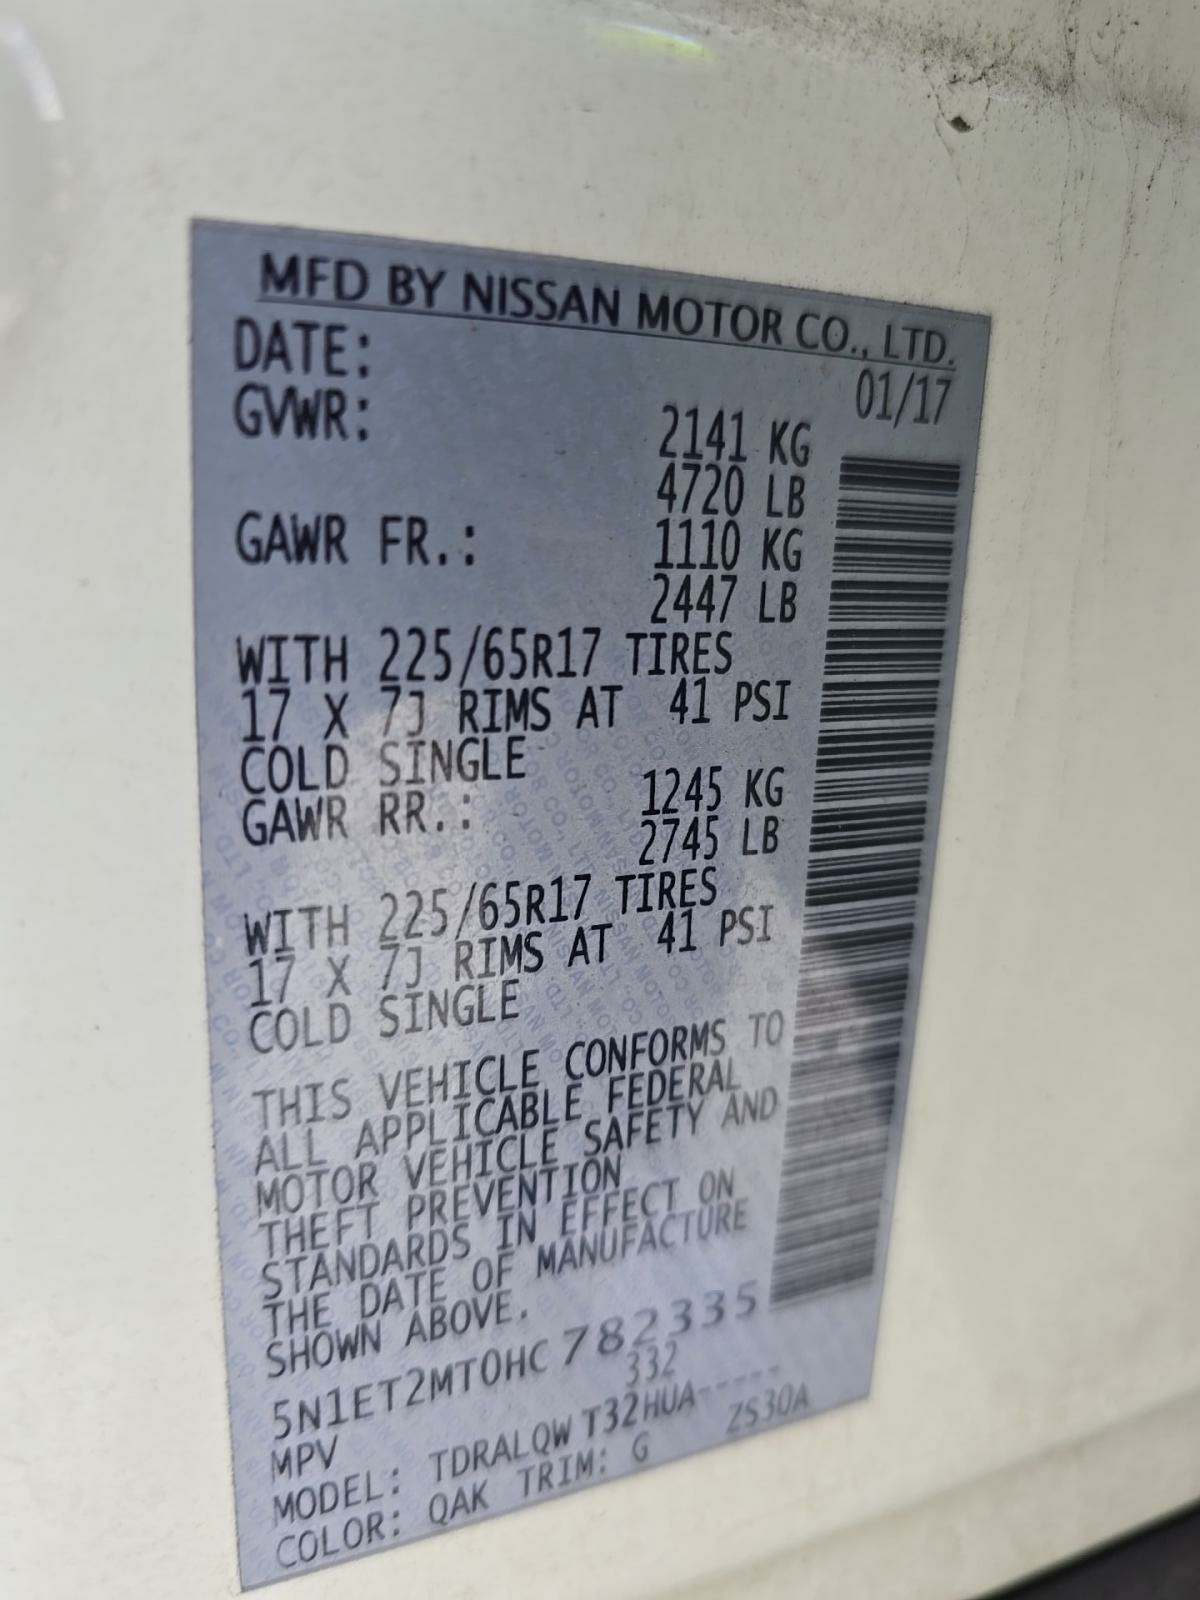 MFD BY NISSAN MOTOR CO., LTD.
DATE: 01/17
GVWR: 2141 KG
4720 LB
GAWR FR.: 1110 KG
2447 LB
WITH 225/65R17 TIRES
17 X 7J RIMS AT 41 PSI
COLD SINGLE
GAWR RR.: 1245 KG
2745 LB
WITH 225/65R17 TIRES
17 X 7J RIMS AT 41 PSI
COLD SINGLE
THIS VEHICLE CONFORMS TO
ALL APPLICABLE FEDERAL
MOTOR VEHICLE SAFETY AND
THEFT PREVENTION
STANDARDS IN EFFECT ON
THE DATE OF MANUFACTURE
SHOWN ABOVE.
5N1ET2MT0HC782335
MPV 332
MODEL: TDRALQW T32HUA-----
COLOR: QAK TRIM: G ZS30A